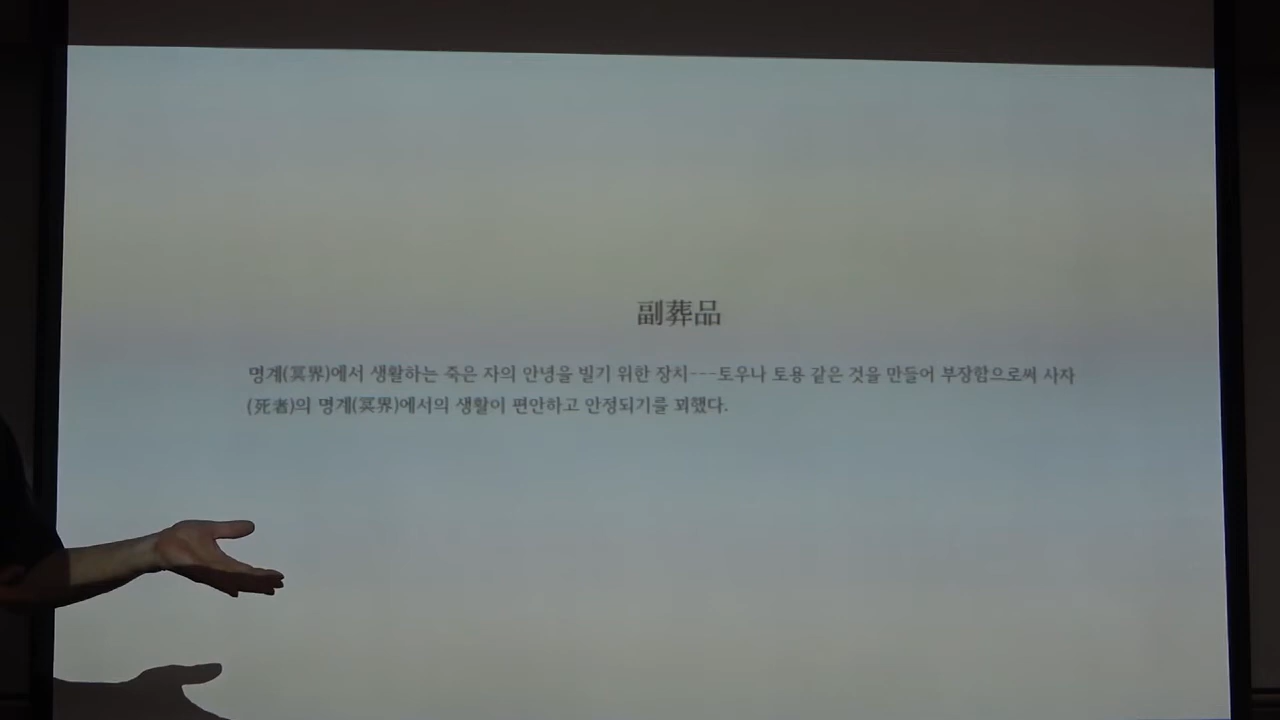 副葬品
명계(冥界)에서 생활하는 죽은 자의 안녕을 빌기 위한 장치---토우나 토용 같은 것을 만들어 부장함으로써 사자
(死者)의 명계(冥界)에서의 생활이 편안하고 안정되기를 꾀했다.